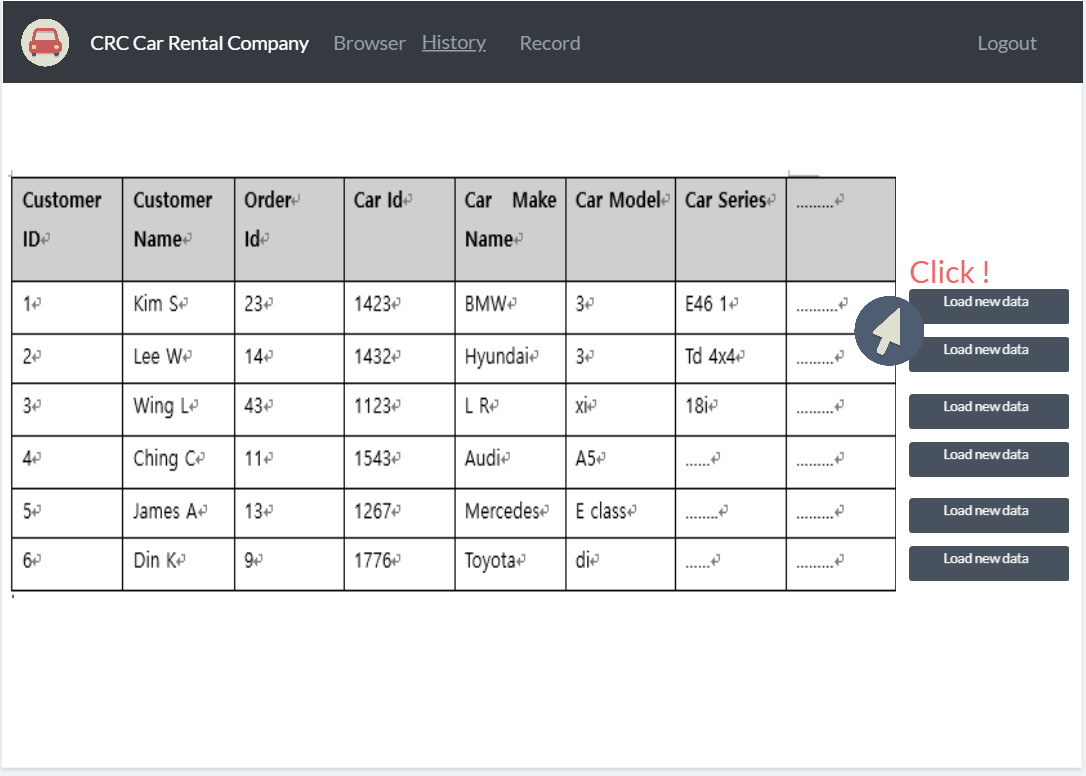 CRC Car Rental Company Browser History Record Logout
Customer ID Customer Name Order Id Car Id Car Make Name Car Model Car Series .........
Click !
1 Kim S 23 1423 BMW 3 E46 1 .......... Load new data
2 Lee W 14 1432 Hyundai 3 Td 4x4 ......... Load new data
3 Wing L 43 1123 L R xi 18i ......... Load new data
4 Ching C 11 1543 Audi A5 ...... ......... Load new data
5 James A 13 1267 Mercedes E class ........ ......... Load new data
6 Din K 9 1776 Toyota di ...... ......... Load new data